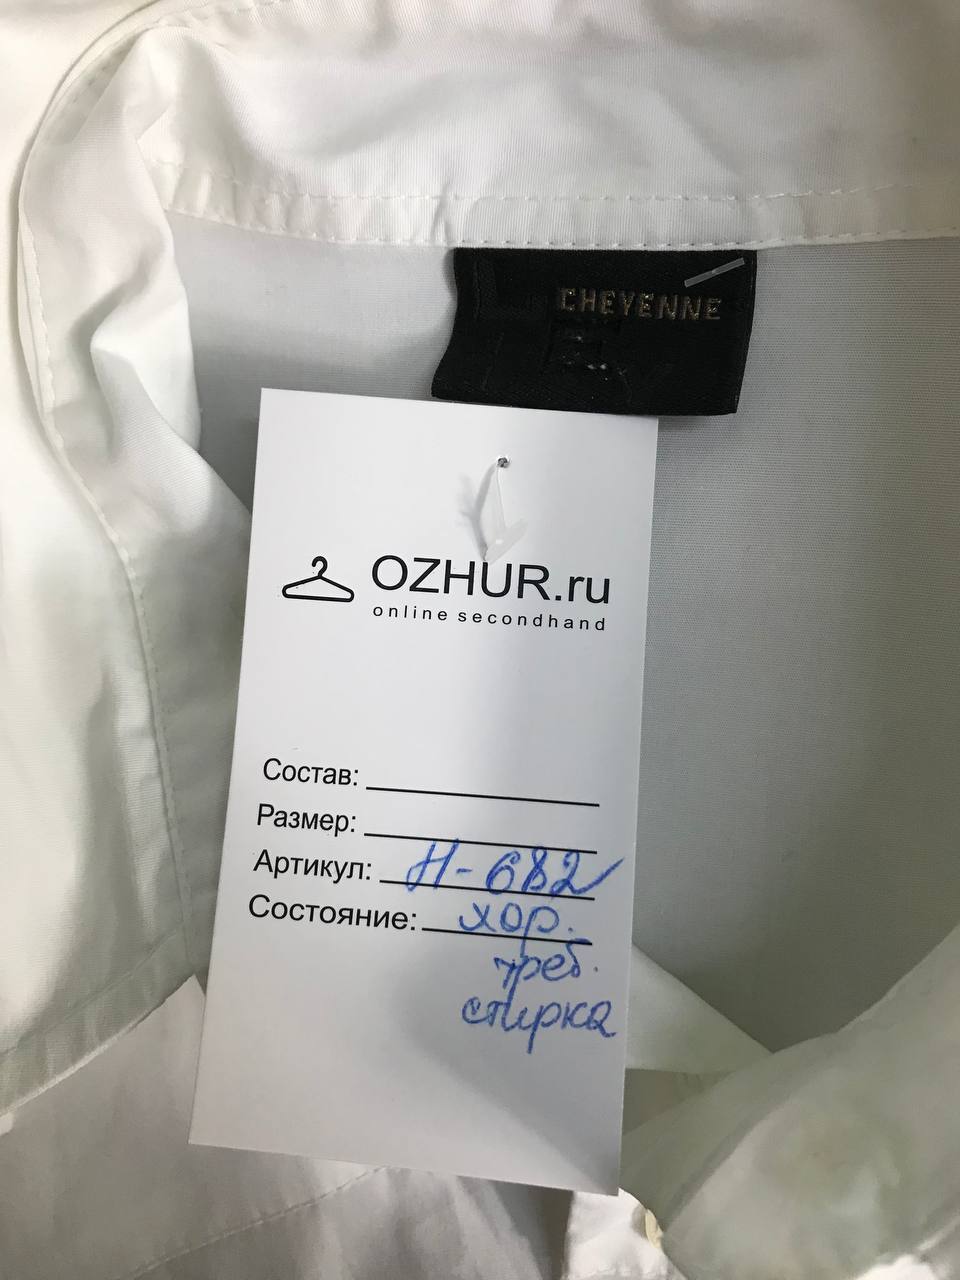 CHEYENNE
OZHUR.ru
online secondhand
Состав:
Размер:
Артикул: Н-682
Состояние: хор.
треб.
стирка